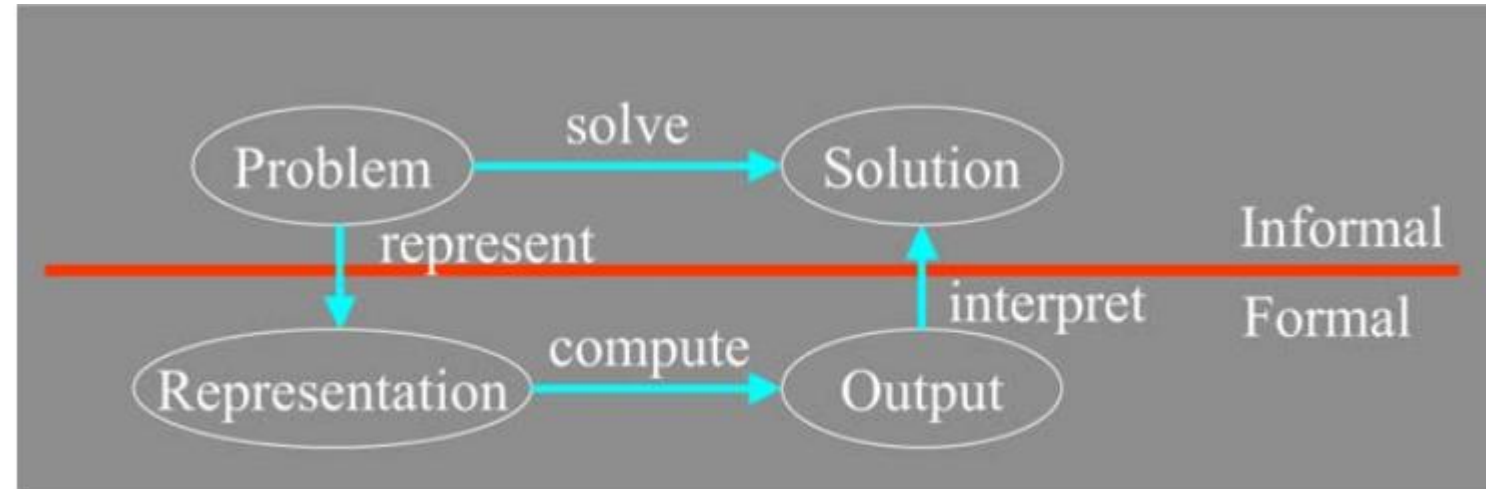 solve
Problem
Solution
represent
Informal
interpret
Formal
compute
Representation
Output